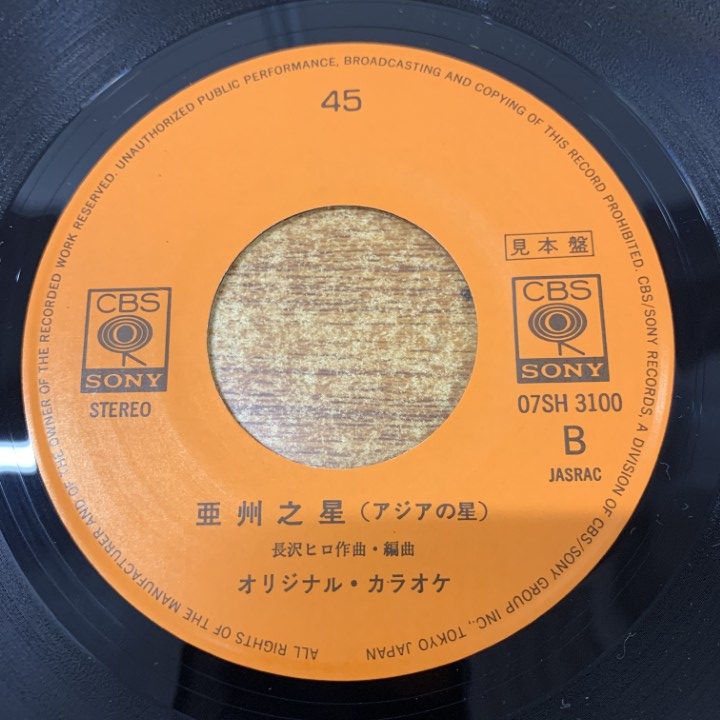 45
見本盤
CBS
SONY
STEREO
CBS
SONY
07SH 3100
B
JASRAC
亜州之星(アジアの星)
長沢ヒロ作曲・編曲
オリジナル・カラオケ
ALL RIGHTS OF THE MANUFACTURER AND OF THE OWNER OF THE RECORDED WORK RESERVED. UNAUTHORIZED PUBLIC PERFORMANCE, BROADCASTING AND COPYING OF THIS RECORD PROHIBITED. CBS/SONY RECORDS, A DIVISION OF CBS/SONY GROUP INC., TOKYO JAPAN